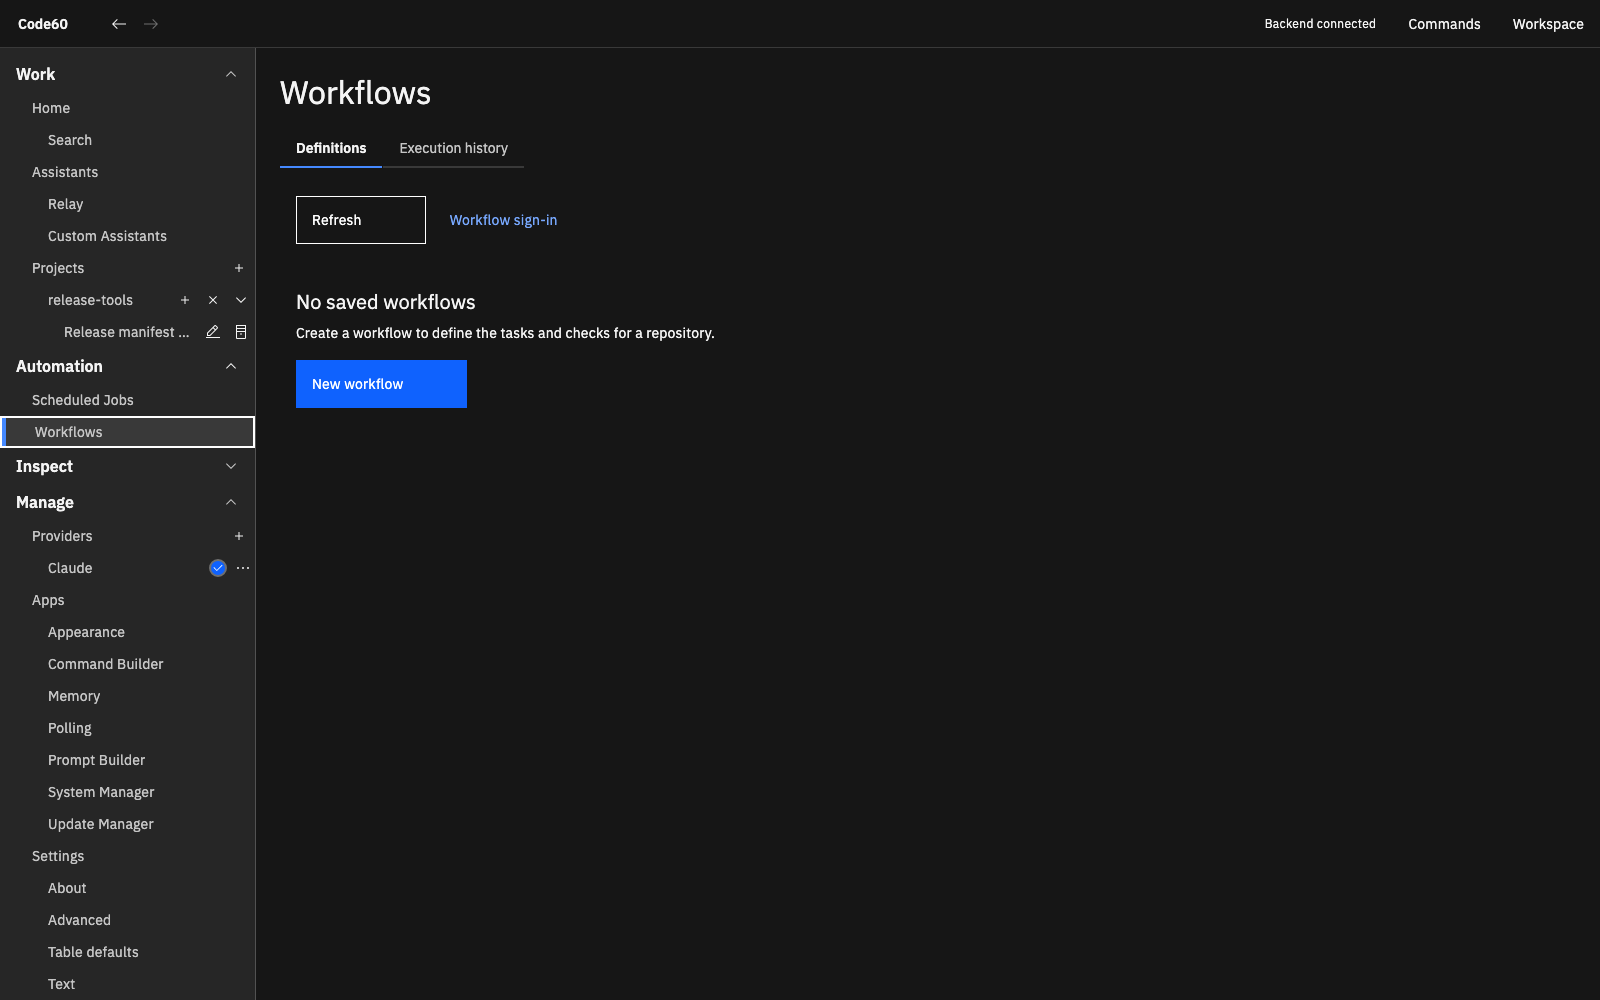 Code60
Backend connected
Commands
Workspace
Work
Home
Search
Assistants
Relay
Custom Assistants
Projects
release-tools
Release manifest ...
Automation
Scheduled Jobs
Workflows
Inspect
Manage
Providers
Claude
Apps
Appearance
Command Builder
Memory
Polling
Prompt Builder
System Manager
Update Manager
Settings
About
Advanced
Table defaults
Text
Workflows
Definitions
Execution history
Refresh
Workflow sign-in
No saved workflows
Create a workflow to define the tasks and checks for a repository.
New workflow